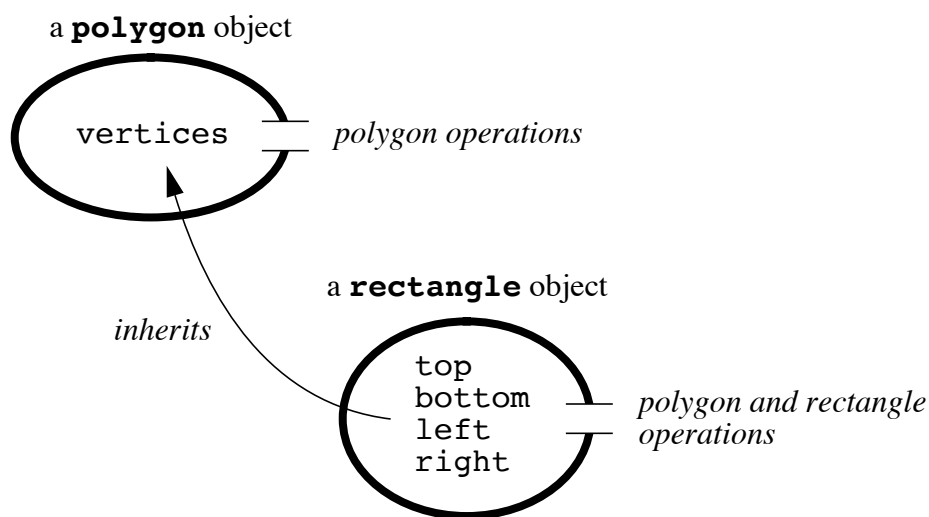 a polygon object
vertices
polygon operations
a rectangle object
inherits
top
bottom
left
right
polygon and rectangle
operations